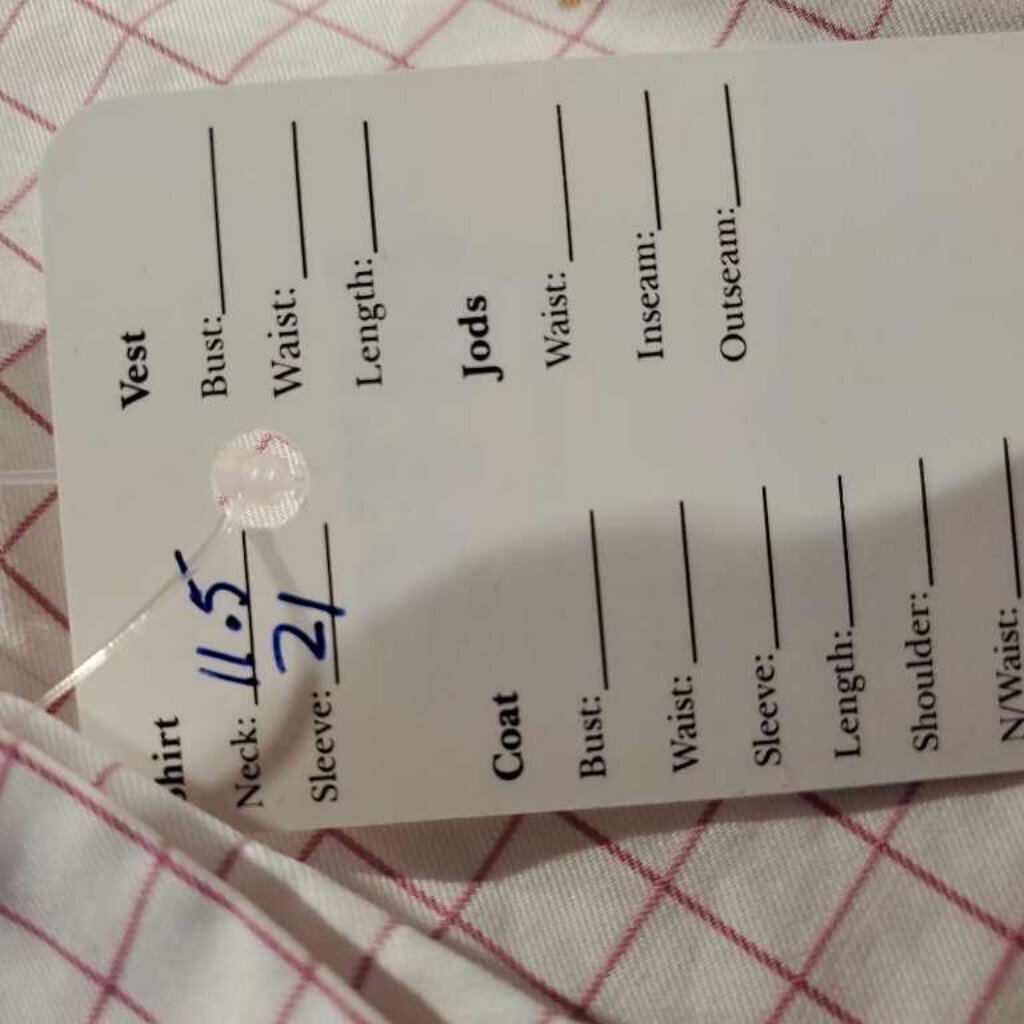 Shirt
Neck: 11.5
Sleeve: 21
Vest
Bust:
Waist:
Length:
Coat
Bust:
Waist:
Sleeve:
Length:
Shoulder:
N/Waist:
Jods
Waist:
Inseam:
Outseam: